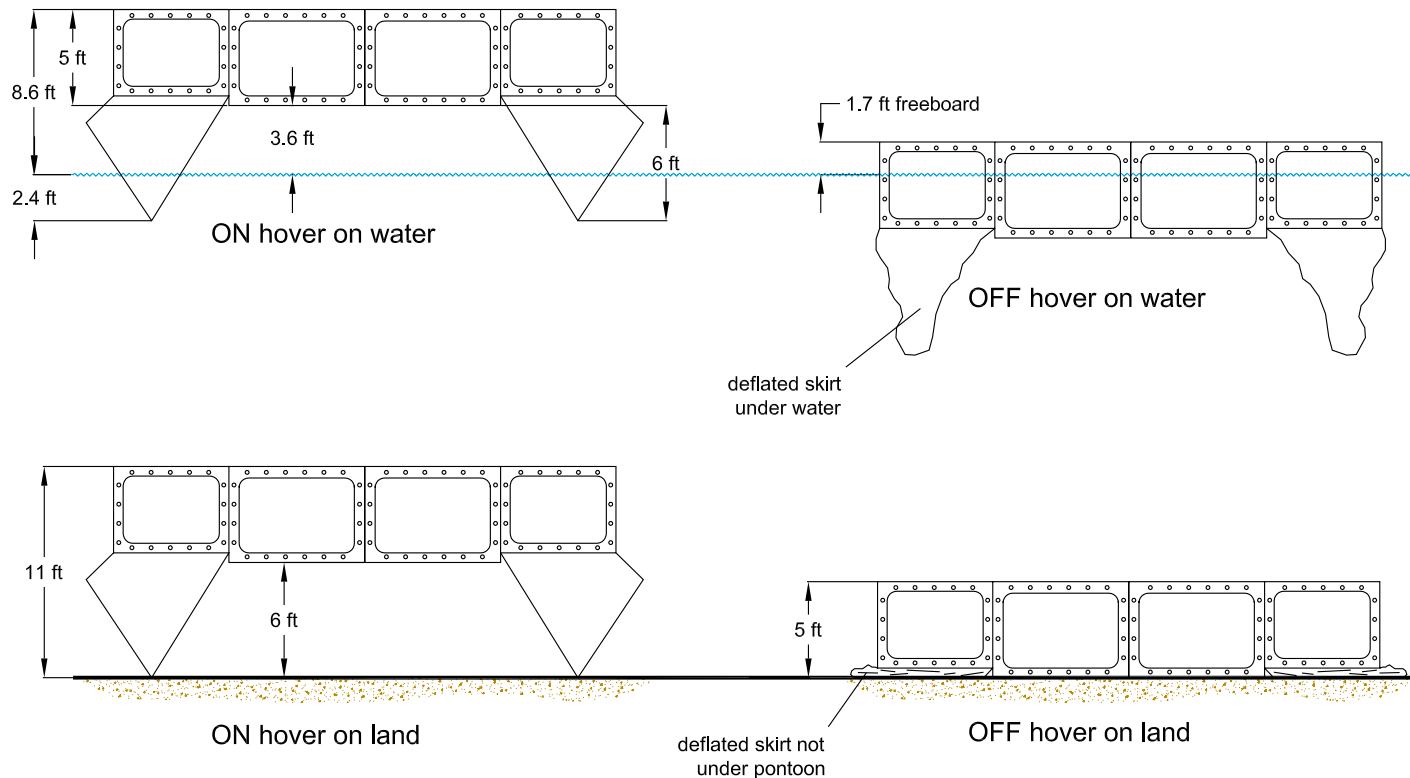 5 ft
8.6 ft
3.6 ft
2.4 ft
6 ft
ON hover on water
1.7 ft freeboard
OFF hover on water
deflated skirt
under water
11 ft
6 ft
ON hover on land
5 ft
OFF hover on land
deflated skirt not
under pontoon